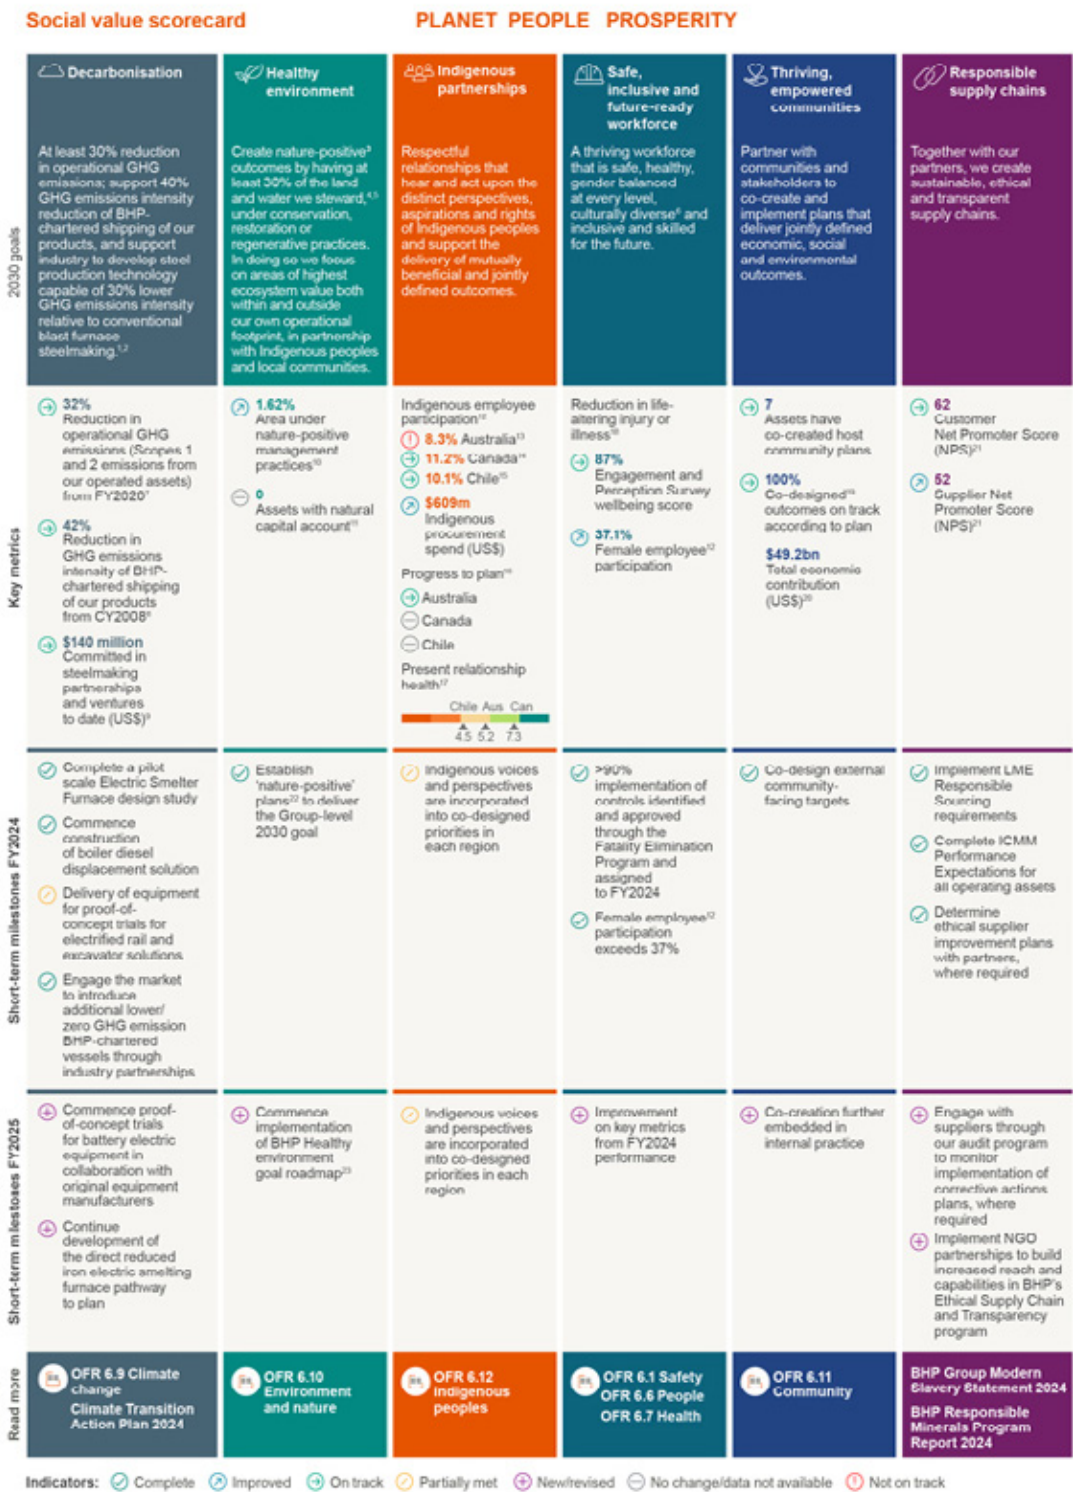 Social value scorecard
PLANET PEOPLE PROSPERITY
2030 goals
Decarbonisation
At least 30% reduction
in operational GHG
emissions; support 40%
GHG emissions intensity
reduction of BHP-
chartered shipping of our
products, and support
industry to develop steel
production technology
capable of 30% lower
GHG emissions intensity
relative to conventional
blast furnace
steelmaking.1,2
Healthy
environment
Create nature-positive3
outcomes by having at
least 30% of the land
and water we steward,4,5
under conservation,
restoration or
regenerative practices.
In doing so we focus
on areas of highest
ecosystem value both
within and outside
our own operational
footprint, in partnership
with Indigenous peoples
and local communities.
Indigenous
partnerships
Respectful
relationships that
hear and act upon the
distinct perspectives,
aspirations and rights
of Indigenous peoples
and support the
delivery of mutually
beneficial and jointly
defined outcomes.
Safe,
inclusive and
future-ready
workforce
A thriving workforce
that is safe, healthy,
gender balanced
at every level,
culturally diverse6 and
inclusive and skilled
for the future.
Thriving,
empowered
communities
Partner with
communities and
stakeholders to
co-create and
implement plans that
deliver jointly defined
economic, social
and environmental
outcomes.
Responsible
supply chains
Together with our
partners, we create
sustainable, ethical
and transparent
supply chains.
Key metrics
32%
Reduction in
operational GHG
emissions (Scopes 1
and 2 emissions from
our operated assets)
from FY20207
42%
Reduction in
GHG emissions
intensity of BHP-
chartered shipping
of our products
from CY20088
$140 million
Committed in
steelmaking
partnerships
and ventures
to date (US$)9
1.62%
Area under
nature-positive
management
practices10
0
Assets with natural
capital account11
Indigenous employee
participation12
8.3% Australia13
11.2% Canada14
10.1% Chile15
$609m
Indigenous
procurement
spend (US$)
Progress to plan16
Australia
Canada
Chile
Present relationship
health17
Chile Aus Can
4.5 5.2 7.3
Reduction in life-
altering injury or
illness18
87%
Engagement and
Perception Survey
wellbeing score
37.1%
Female employee12
participation
7
Assets have
co-created host
community plans
100%
Co-designed19
outcomes on track
according to plan
$49.2bn
Total economic
contribution
(US$)20
62
Customer
Net Promoter Score
(NPS)21
52
Supplier Net
Promoter Score
(NPS)21
Short-term milestones FY2024
Complete a pilot
scale Electric Smelter
Furnace design study
Commence
construction
of boiler diesel
displacement solution
Delivery of equipment
for proof-of-
concept trials for
electrified rail and
excavator solutions
Engage the market
to introduce
additional lower/
zero GHG emission
BHP-chartered
vessels through
industry partnerships
Establish
'nature-positive'
plans22 to deliver
the Group-level
2030 goal
Indigenous voices
and perspectives
are incorporated
into co-designed
priorities in
each region
>90%
implementation of
controls identified
and approved
through the
Fatality Elimination
Program and
assigned
to FY2024
Female employee12
participation
exceeds 37%
Co-design external
community-
facing targets
Implement LME
Responsible
Sourcing
requirements
Complete ICMM
Performance
Expectations for
all operating assets
Determine
ethical supplier
improvement plans
with partners,
where required
Short-term milestoses FY2025
Commence proof-
of-concept trials
for battery electric
equipment in
collaboration with
original equipment
manufacturers
Continue
development of
the direct reduced
iron electric smelting
furnace pathway
to plan
Commence
implementation
of BHP Healthy
environment
goal roadmap23
Indigenous voices
and perspectives
are incorporated
into co-designed
priorities in each
region
Improvement
on key metrics
from FY2024
performance
Co-creation further
embedded in
internal practice
Engage with
suppliers through
our audit program
to monitor
implementation of
corrective actions
plans, where
required
Implement NGO
partnerships to build
increased reach and
capabilities in BHP's
Ethical Supply Chain
and Transparency
program
Read more
OFR 6.9 Climate
change
Climate Transition
Action Plan 2024
OFR 6.10
Environment
and nature
OFR 6.12
Indigenous
peoples
OFR 6.1 Safety
OFR 6.6 People
OFR 6.7 Health
OFR 6.11
Community
BHP Group Modern
Slavery Statement 2024
BHP Responsible
Minerals Program
Report 2024
Indicators: Complete Improved On track Partially met New/revised No change/data not available Not on track